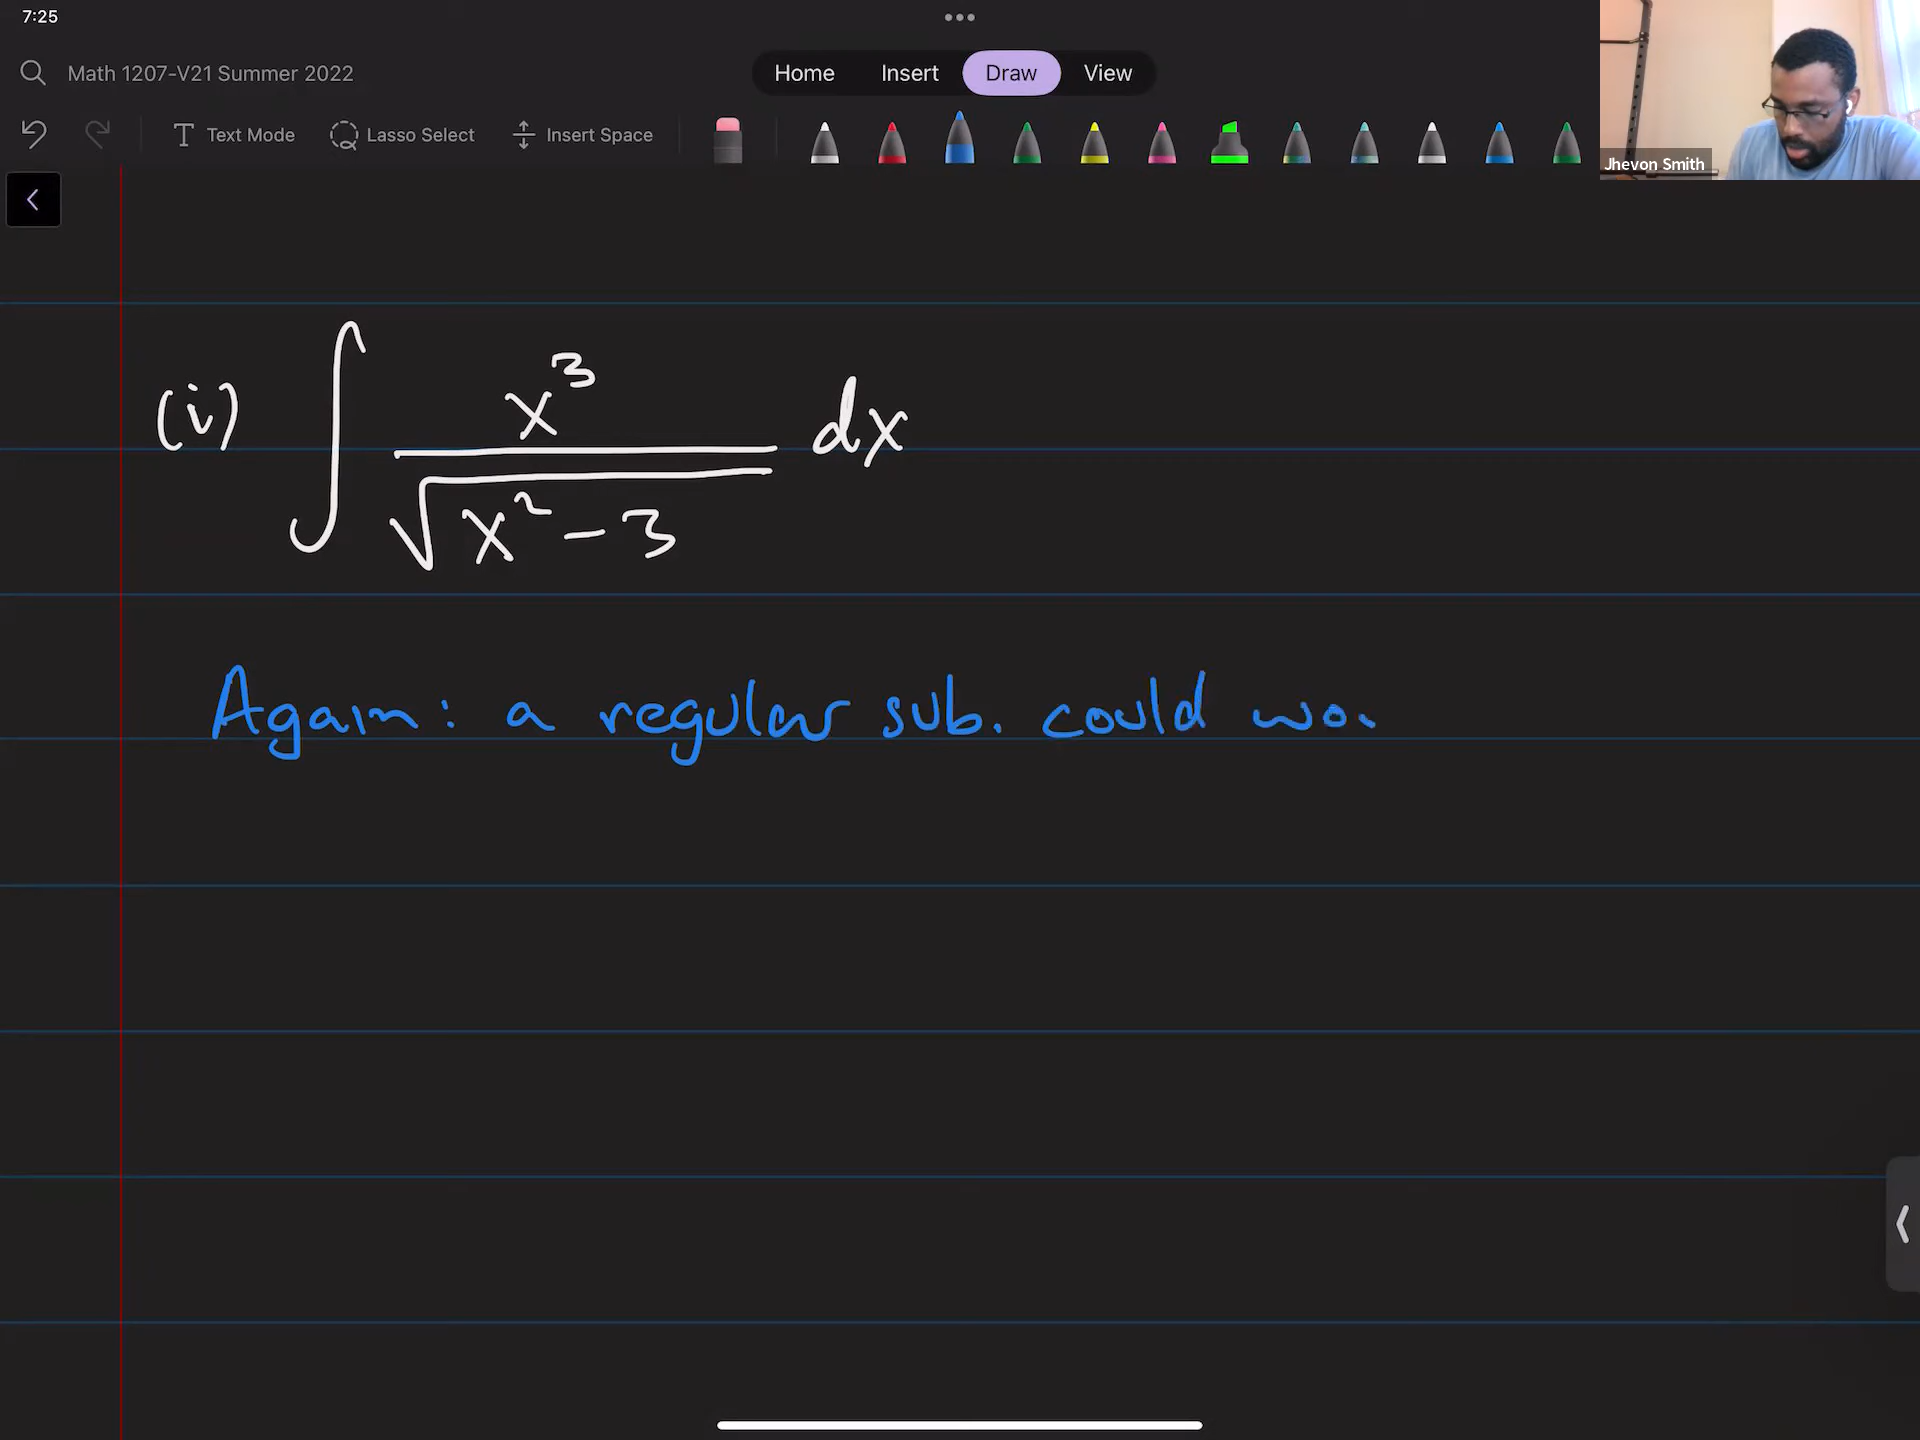 7:25
Math 1207-V21 Summer 2022
Home Insert Draw View
Text Mode Lasso Select Insert Space
Jhevon Smith
(i) ∫ x³/√(x² - 3) dx
Again: a regular sub. could wo